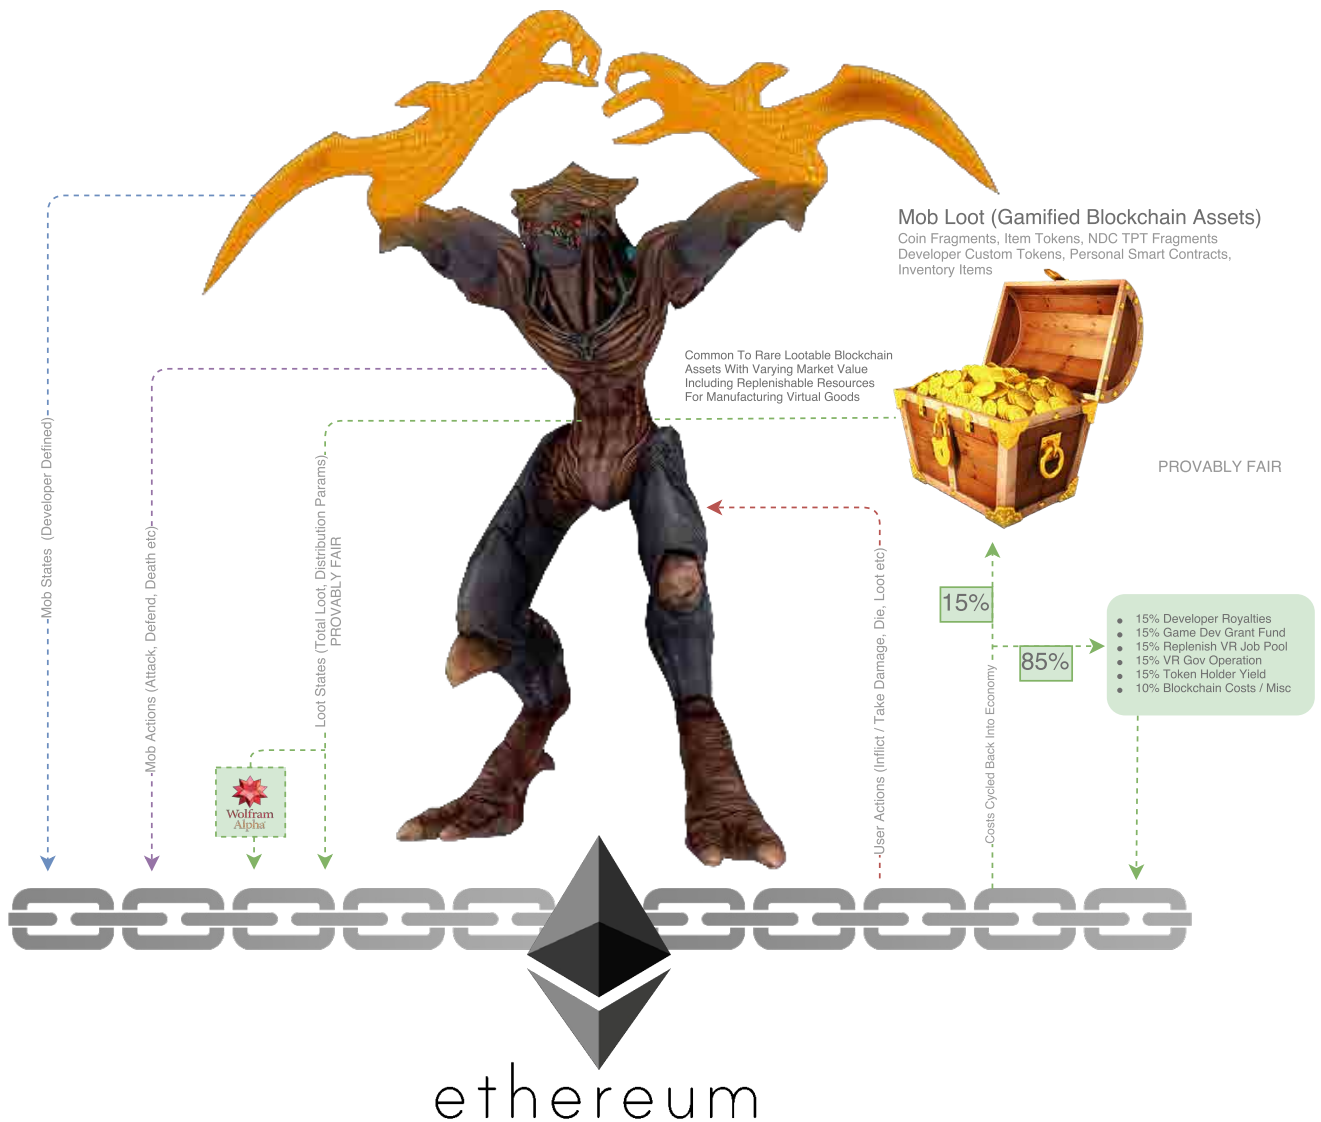 Mob Loot (Gamified Blockchain Assets)
Coin Fragments, Item Tokens, NDC TPT Fragments
Developer Custom Tokens, Personal Smart Contracts,
Inventory Items
Common To Rare Lootable Blockchain
Assets With Varying Market Value
Including Replenishable Resources
For Manufacturing Virtual Goods
PROVABLY FAIR
Mob States (Developer Defined)
Mob Actions (Attack, Defend, Death etc)
Loot States (Total Loot, Distribution Params)
PROVABLY FAIR
User Actions (Inflict / Take Damage, Die, Loot etc)
Costs Cycled Back Into Economy
15%
85%
• 15% Developer Royalties
• 15% Game Dev Grant Fund
• 15% Replenish VR Job Pool
• 15% VR Gov Operation
• 15% Token Holder Yield
• 10% Blockchain Costs / Misc
Wolfram
Alpha
ethereum